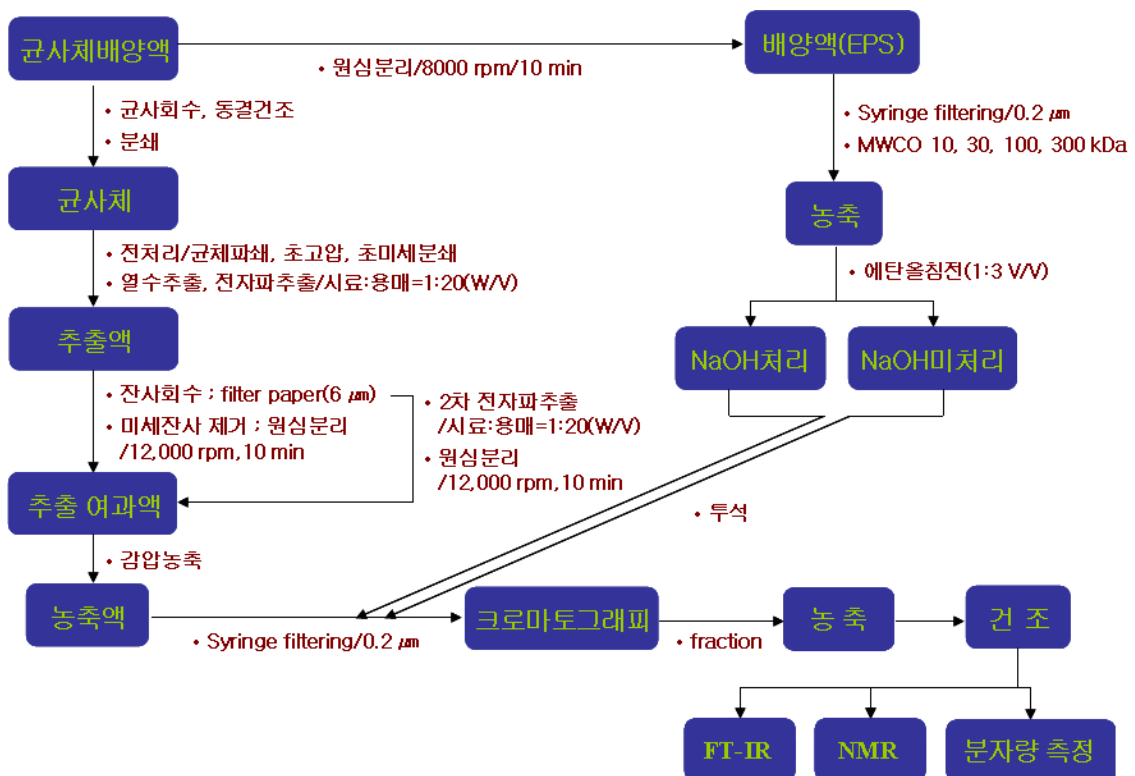 균사체배양액
배양액(EPS)
• 원심분리/8000 rpm/10 min
• 균사회수, 동결건조
• 분쇄
• Syringe filtering/0.2 ㎛
• MWCO 10, 30, 100, 300 kDa
균사체
농축
• 전처리/균체파쇄, 초고압, 초미세분쇄
• 열수추출, 전자파추출/시료:용매=1:20(W/V)
• 에탄올침전(1:3 V/V)
추출액
NaOH처리
NaOH미처리
• 잔사회수 ; filter paper(6 ㎛)
• 미세잔사 제거 ; 원심분리
/12,000 rpm, 10 min
• 2차 전자파추출
/시료:용매=1:20(W/V)
• 원심분리
/12,000 rpm, 10 min
추출 여과액
• 투석
• 감압농축
농축액
크로마토그래피
농 축
건 조
• Syringe filtering/0.2 ㎛
• fraction
FT-IR
NMR
분자량 측정